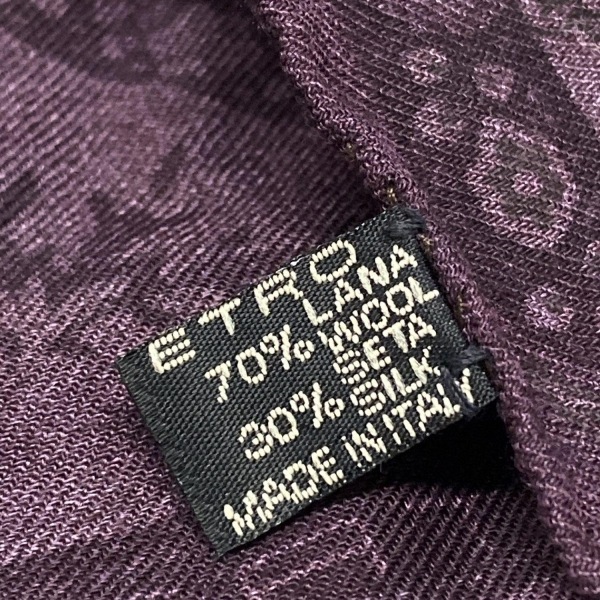 ETRO
70% LANA
WOOL
30% SETA
SILK
MADE IN ITALY